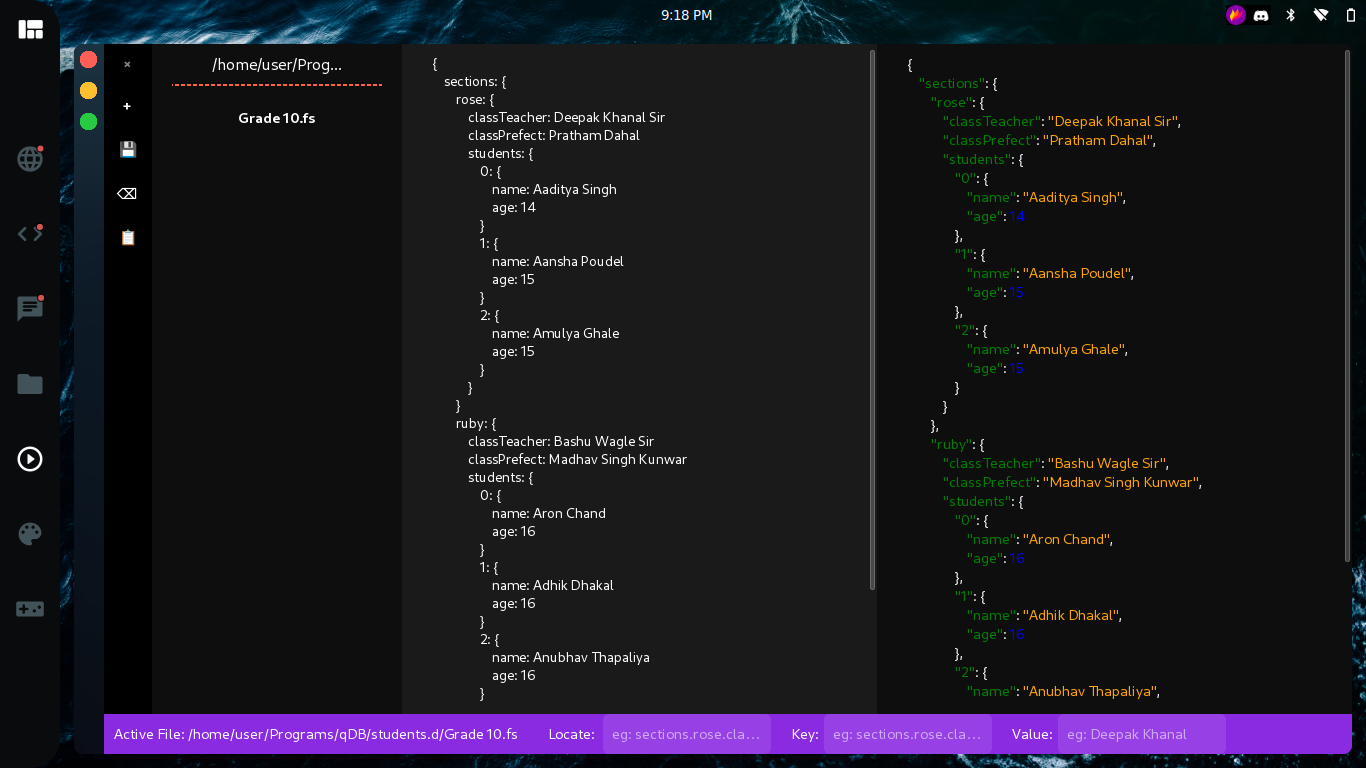 9:18 PM
/home/user/Prog...
Grade10.fs
{
sections: {
rose: {
classTeacher: Deepak Khanal Sir
classPrefect: Pratham Dahal
students: {
0: {
name: Aaditya Singh
age: 14
}
1: {
name: Aansha Poudel
age: 15
}
2: {
name: Amulya Ghale
age: 15
}
}
}
ruby: {
classTeacher: Bashu Wagle Sir
classPrefect: Madhav Singh Kunwar
students: {
0: {
name: Aron Chand
age: 16
}
1: {
name: Adhik Dhakal
age: 16
}
2: {
name: Anubhav Thapaliya
age: 16
}
{
"sections": {
"rose": {
"classTeacher": "Deepak Khanal Sir",
"classPrefect": "Pratham Dahal",
"students": {
"0": {
"name": "Aaditya Singh",
"age": 14
},
"1": {
"name": "Aansha Poudel",
"age": 15
},
"2": {
"name": "Amulya Ghale",
"age": 15
}
}
},
"ruby": {
"classTeacher": "Bashu Wagle Sir",
"classPrefect": "Madhav Singh Kunwar",
"students": {
"0": {
"name": "Aron Chand",
"age": 16
},
"1": {
"name": "Adhik Dhakal",
"age": 16
},
"2": {
"name": "Anubhav Thapaliya",
Active File: /home/user/Programs/qDB/students.d/Grade10.fs Locate: eg: sections.rose.cla... Key: eg: sections.rose.cla... Value: eg: Deepak Khanal